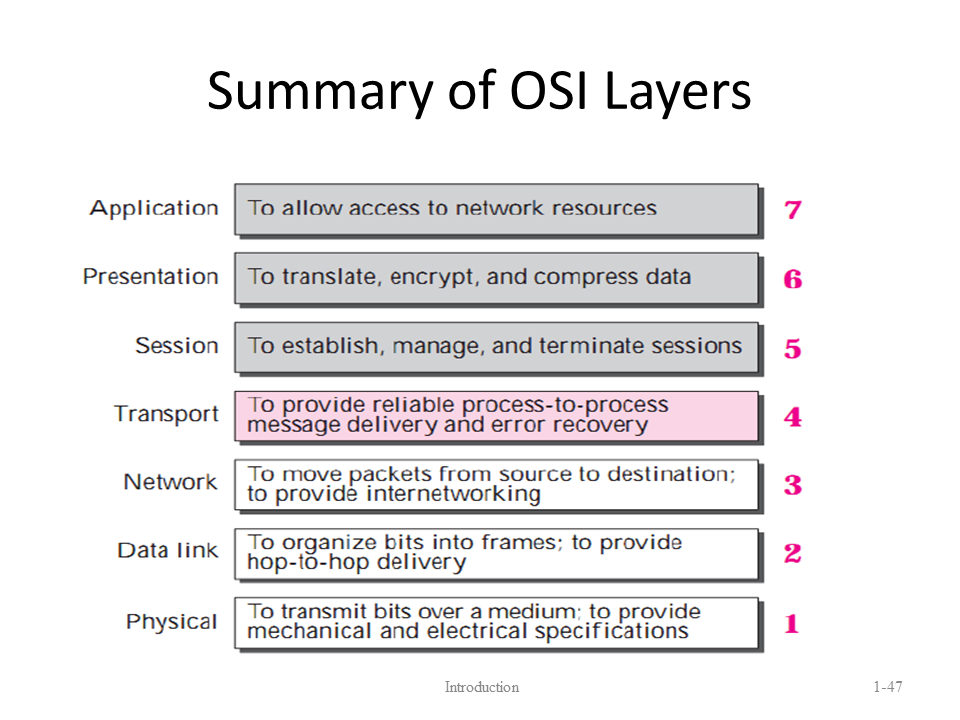 Summary of OSI Layers
Application To allow access to network resources 7
Presentation To translate, encrypt, and compress data 6
Session To establish, manage, and terminate sessions 5
Transport To provide reliable process-to-process
message delivery and error recovery 4
Network To move packets from source to destination;
to provide internetworking 3
Data link To organize bits into frames; to provide
hop-to-hop delivery 2
Physical To transmit bits over a medium; to provide
mechanical and electrical specifications 1
Introduction 1-47